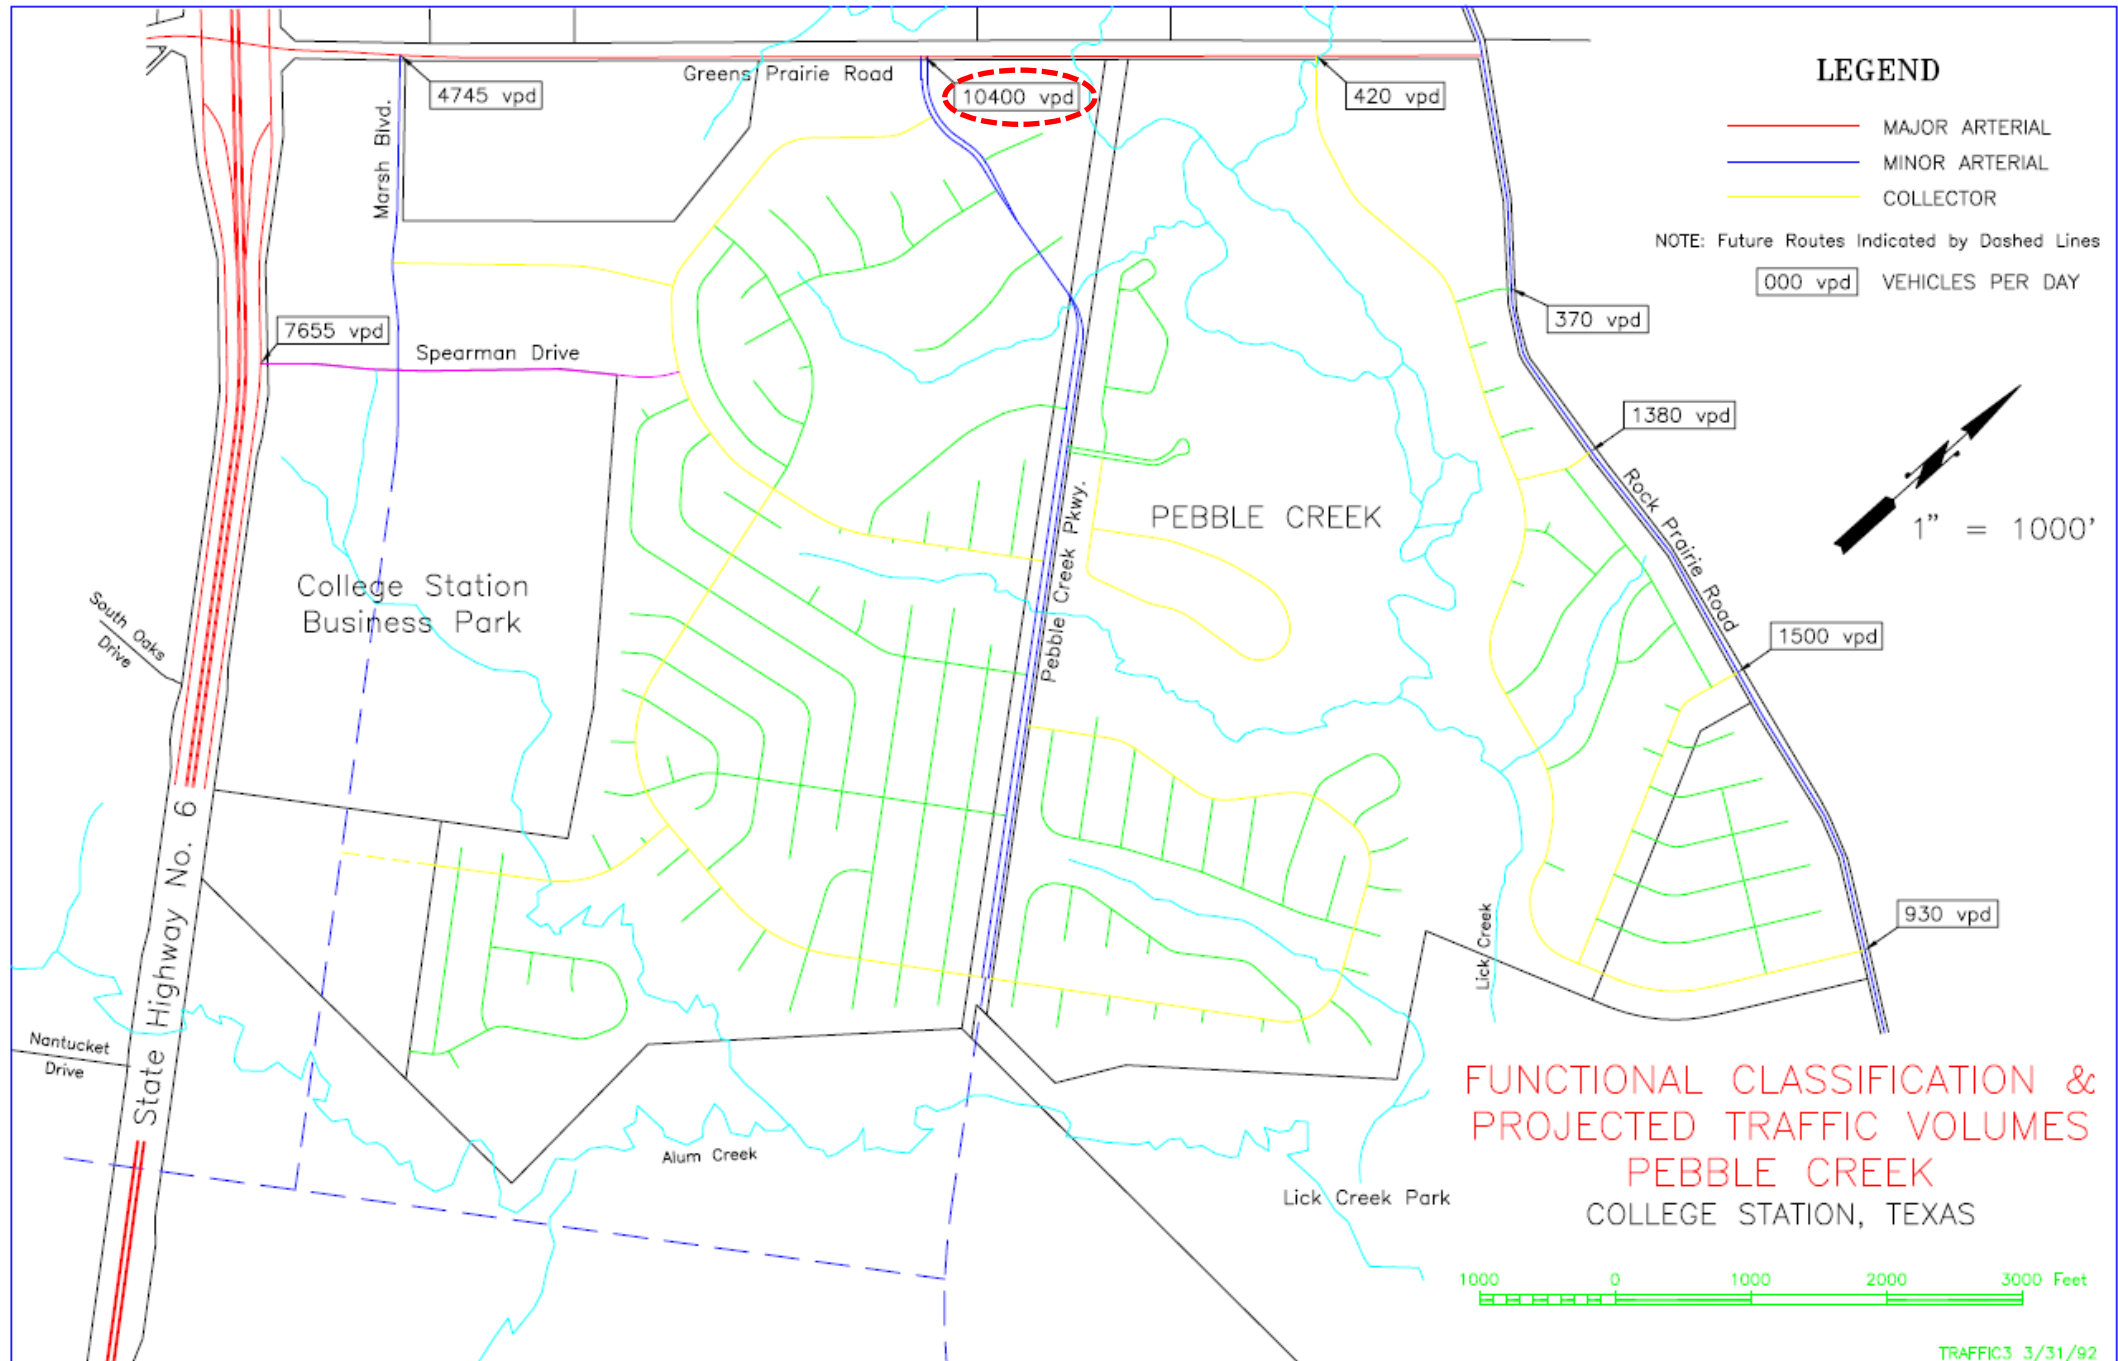 Greens Prairie Road
4745 vpd
10400 vpd
420 vpd
Marsh Blvd.
LEGEND
MAJOR ARTERIAL
MINOR ARTERIAL
COLLECTOR
NOTE: Future Routes Indicated by Dashed Lines
000 vpd VEHICLES PER DAY
7655 vpd
Spearman Drive
370 vpd
1380 vpd
Rock Prairie Road
1" = 1000'
PEBBLE CREEK
Pebble Creek Pkwy.
College Station
Business Park
South Oaks
Drive
1500 vpd
930 vpd
State Highway No. 6
Lick Creek
Nantucket
Drive
Alum Creek
Lick Creek Park
FUNCTIONAL CLASSIFICATION &
PROJECTED TRAFFIC VOLUMES
PEBBLE CREEK
COLLEGE STATION, TEXAS
1000 0 1000 2000 3000 Feet
TRAFFIC3 3/31/92